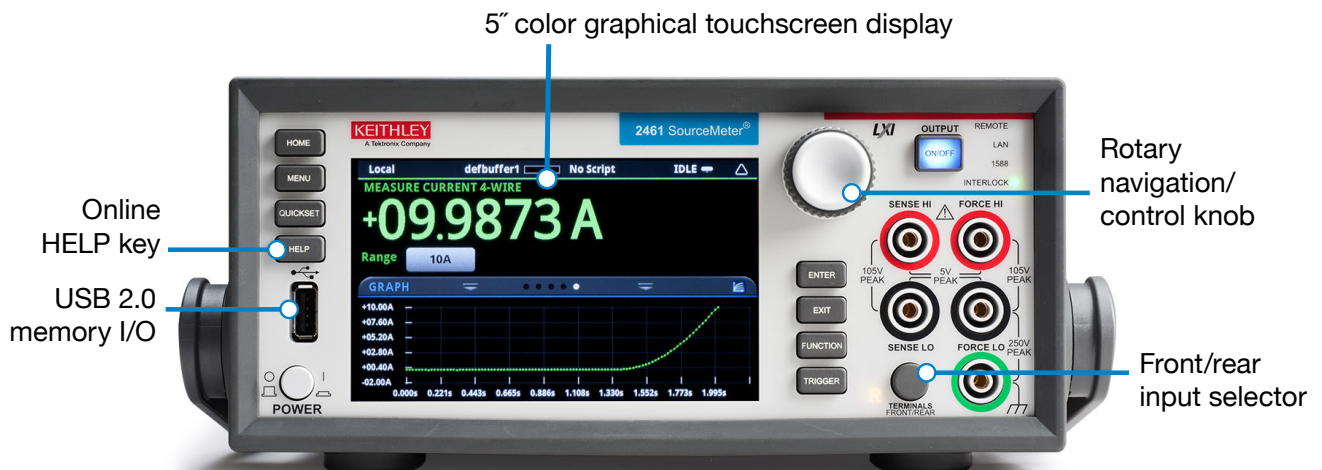 5″ color graphical touchscreen display
KEITHLEY
A Tektronix Company
2461 SourceMeter®
LXI
OUTPUT
ON/OFF
REMOTE
LAN
1588
INTERLOCK
HOME
MENU
QUICKSET
HELP
Online
HELP key
USB 2.0
memory I/O
POWER
Local defbuffer1 No Script IDLE
MEASURE CURRENT 4-WIRE
+09.9873 A
Range 10A
GRAPH
+10.00A
+07.60A
+05.20A
+02.80A
+00.40A
-02.00A
0.000s 0.221s 0.443s 0.665s 0.886s 1.108s 1.330s 1.552s 1.773s 1.995s
ENTER
EXIT
FUNCTION
TRIGGER
SENSE HI FORCE HI
105V
PEAK
5V
PEAK
105V
PEAK
SENSE LO FORCE LO
250V
PEAK
R
TERMINALS
FRONT/REAR
Rotary
navigation/
control knob
Front/rear
input selector